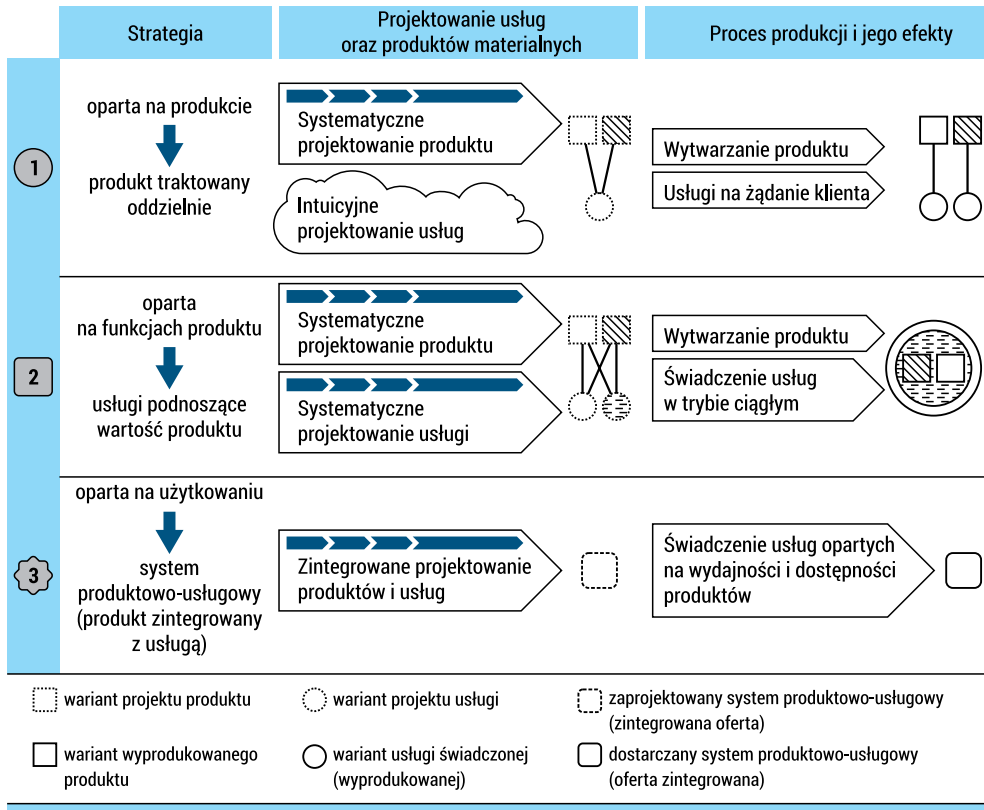 Strategia
Projektowanie usług
oraz produktów materialnych
Proces produkcji i jego efekty
1
oparta na produkcie
produkt traktowany
oddzielnie
Systematyczne
projektowanie produktu
Intuicyjne
projektowanie usług
Wytwarzanie produktu
Usługi na żądanie klienta
2
oparta
na funkcjach produktu
usługi podnoszące
wartość produktu
Systematyczne
projektowanie produktu
Systematyczne
projektowanie usługi
Wytwarzanie produktu
Świadczenie usług
w trybie ciągłym
3
oparta na użytkowaniu
system
produktowo-usługowy
(produkt zintegrowany
z usługą)
Zintegrowane projektowanie
produktów i usług
Świadczenie usług opartych
na wydajności i dostępności
produktów
wariant projektu produktu
wariant projektu usługi
zaprojektowany system produktowo-usługowy
(zintegrowana oferta)
wariant wyprodukowanego
produktu
wariant usługi świadczonej
(wyprodukowanej)
dostarczany system produktowo-usługowy
(oferta zintegrowana)